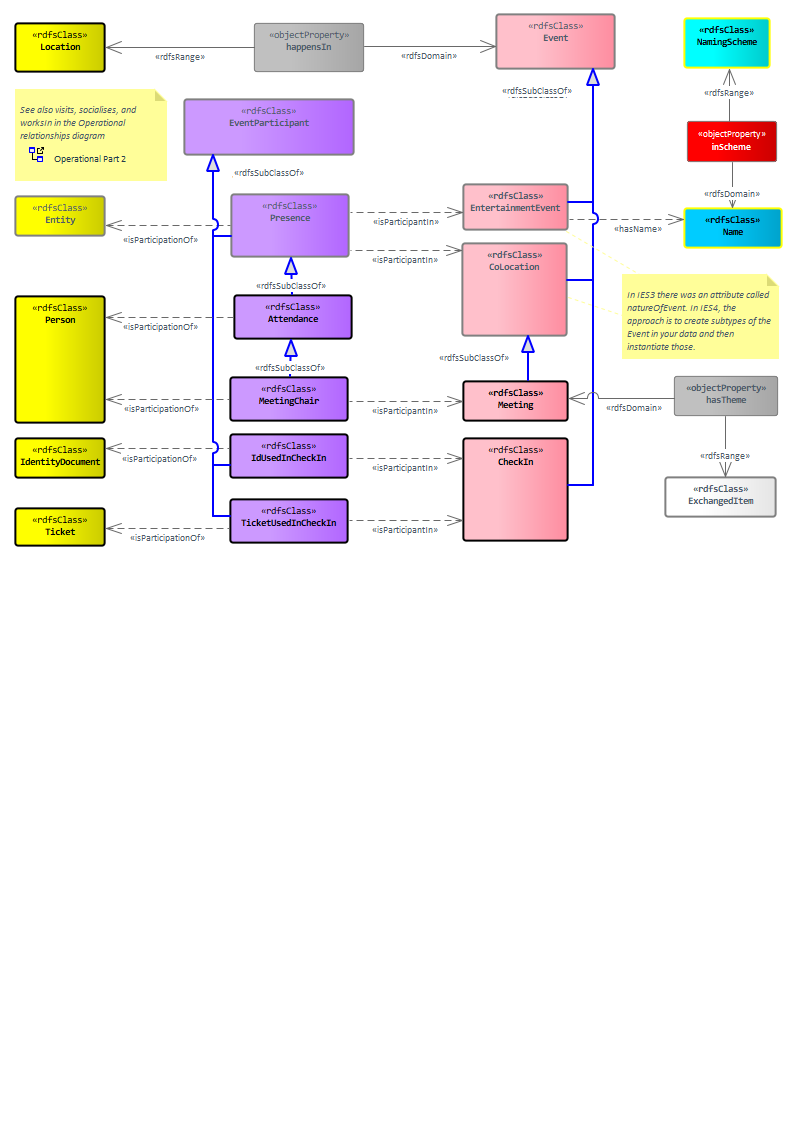 «rdfsClass»
Location
«rdfsRange»
«objectProperty»
happensIn
«rdfsDomain»
«rdfsClass»
Event
«rdfsClass»
NamingScheme
«rdfsSubClassOf»
«rdfsRange»
See also visits, socialises, and
worksIn in the Operational
relationships diagram
Operational Part 2
«rdfsClass»
EventParticipant
«rdfsSubClassOf»
«objectProperty»
inScheme
«rdfsDomain»
«rdfsClass»
Entity
«isParticipationOf»
«rdfsClass»
Presence
«isParticipantIn»
«isParticipantIn»
«rdfsClass»
EntertainmentEvent
«hasName»
«rdfsClass»
Name
«rdfsClass»
CoLocation
«rdfsSubClassOf»
In IES3 there was an attribute called
natureOfEvent. In IES4, the
approach is to create subtypes of the
Event in your data and then
instantiate those.
«rdfsClass»
Person
«isParticipationOf»
«rdfsClass»
Attendance
«rdfsSubClassOf»
«rdfsSubClassOf»
«isParticipationOf»
«rdfsClass»
MeetingChair
«isParticipantIn»
«rdfsClass»
Meeting
«rdfsDomain»
«objectProperty»
hasTheme
«rdfsRange»
«rdfsClass»
IdentityDocument
«isParticipationOf»
«rdfsClass»
IdUsedInCheckIn
«isParticipantIn»
«rdfsClass»
CheckIn
«rdfsClass»
ExchangedItem
«rdfsClass»
Ticket
«isParticipationOf»
«rdfsClass»
TicketUsedInCheckIn
«isParticipantIn»